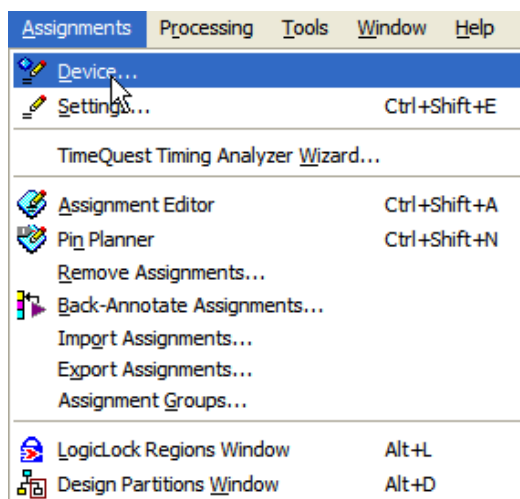 Assignments Processing Tools Window Help
Device...
Settings... Ctrl+Shift+E
TimeQuest Timing Analyzer Wizard...
Assignment Editor Ctrl+Shift+A
Pin Planner Ctrl+Shift+N
Remove Assignments...
Back-Annotate Assignments...
Import Assignments...
Export Assignments...
Assignment Groups...
LogicLock Regions Window Alt+L
Design Partitions Window Alt+D